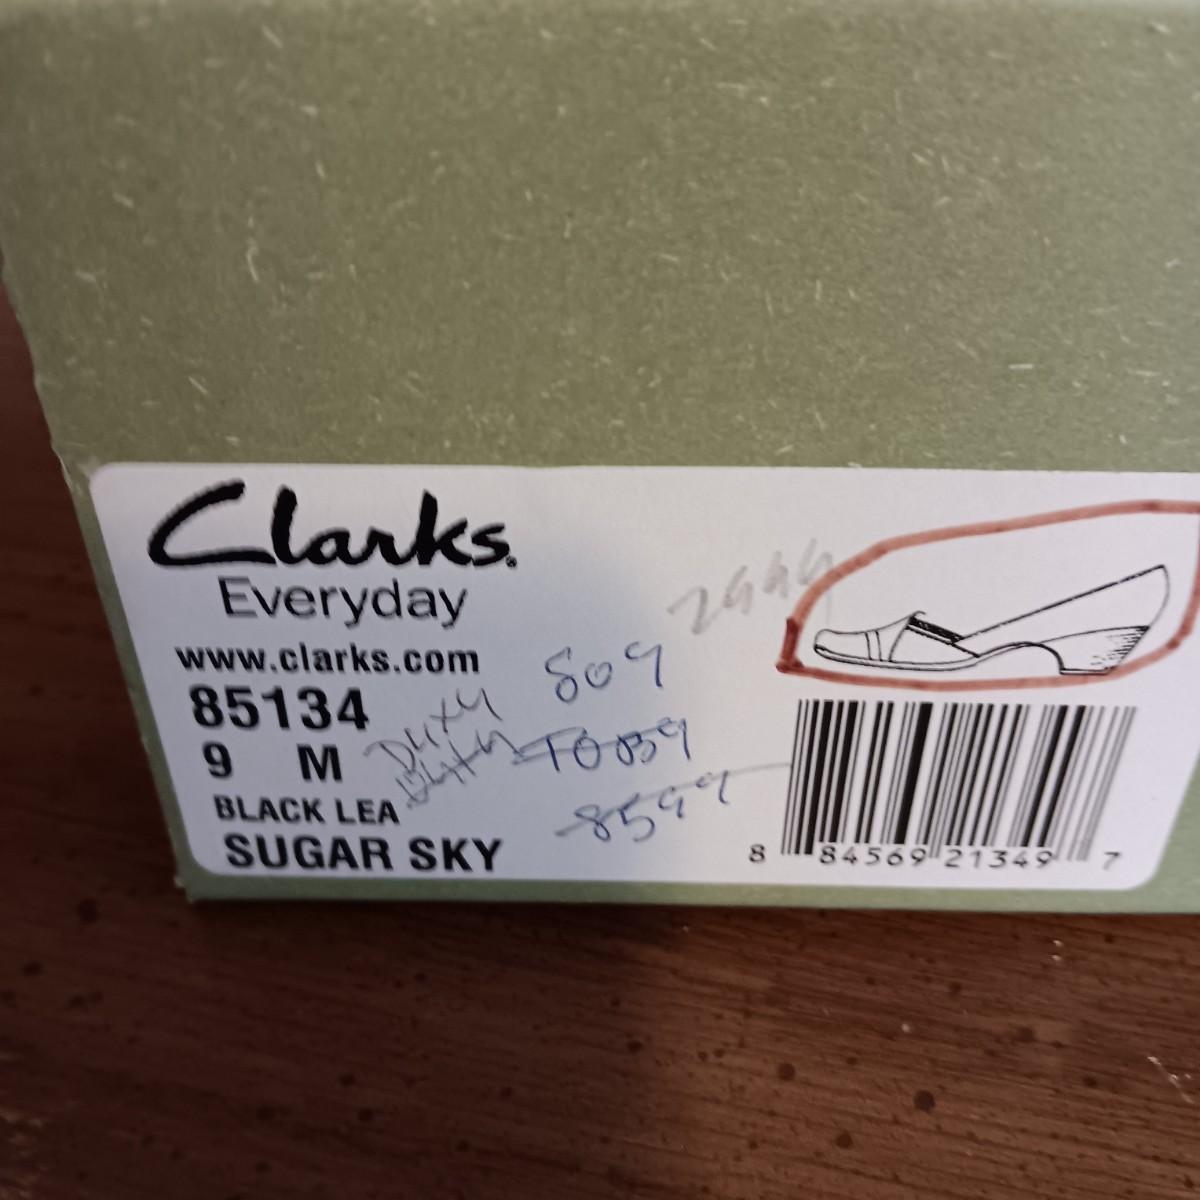 Clarks
Everyday
www.clarks.com
85134
9 M
BLACK LEA
SUGAR SKY
809
8 84569 21349 7